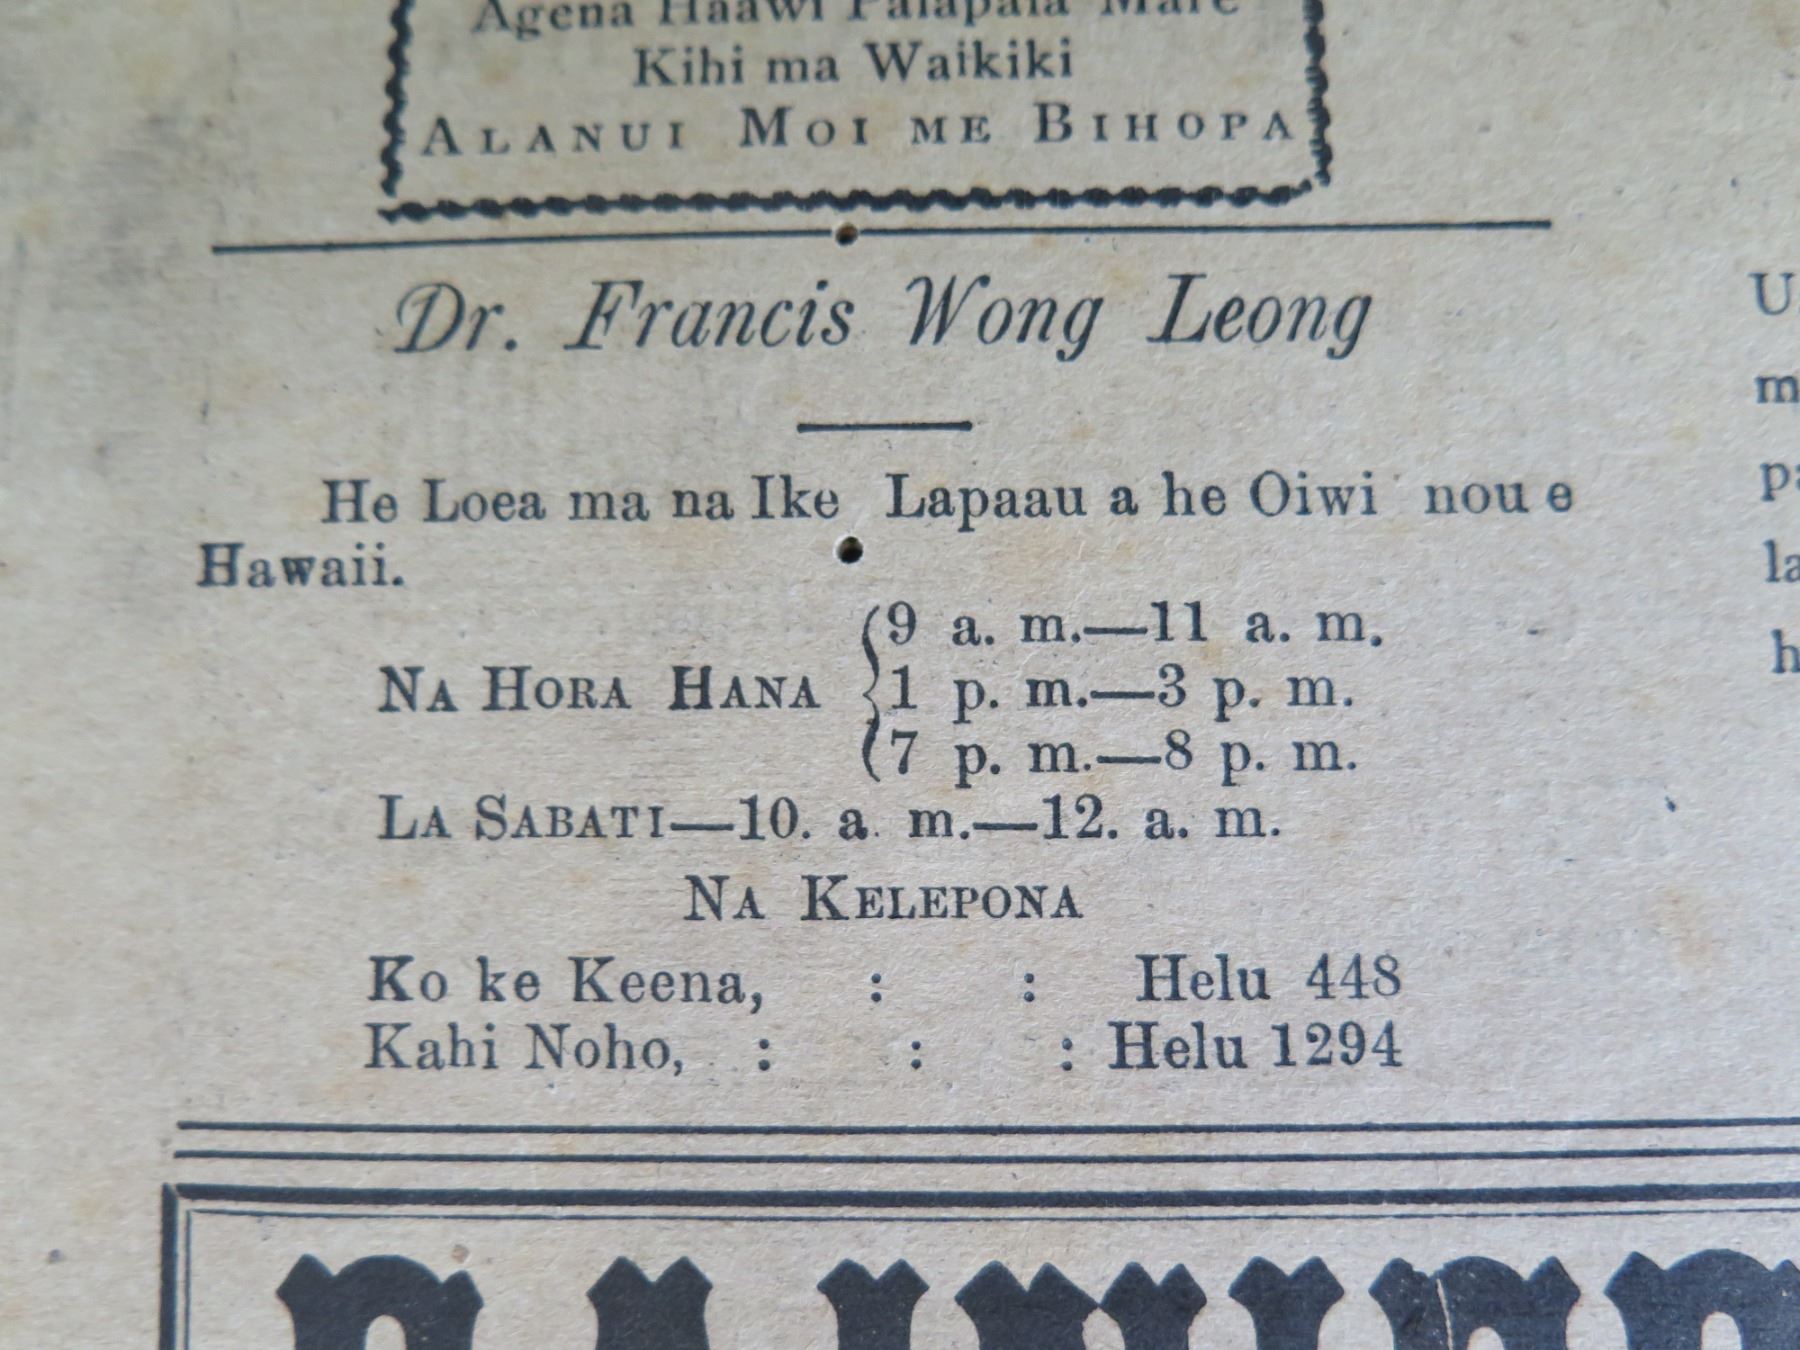 Agena Haawi Palapala Mare
Kihi ma Waikiki
ALANUI MOI ME BIHOPA
Dr. Francis Wong Leong
He Loea ma na Ike Lapaau a he Oiwi nou e
Hawaii.
NA HORA HANA { 9 a. m.—11 a. m.
1 p. m.—3 p. m.
7 p. m.—8 p. m.
LA SABATI—10. a. m.—12. a. m.
NA KELEPONA
Ko ke Keena, : : Helu 448
Kahi Noho, : : : Helu 1294